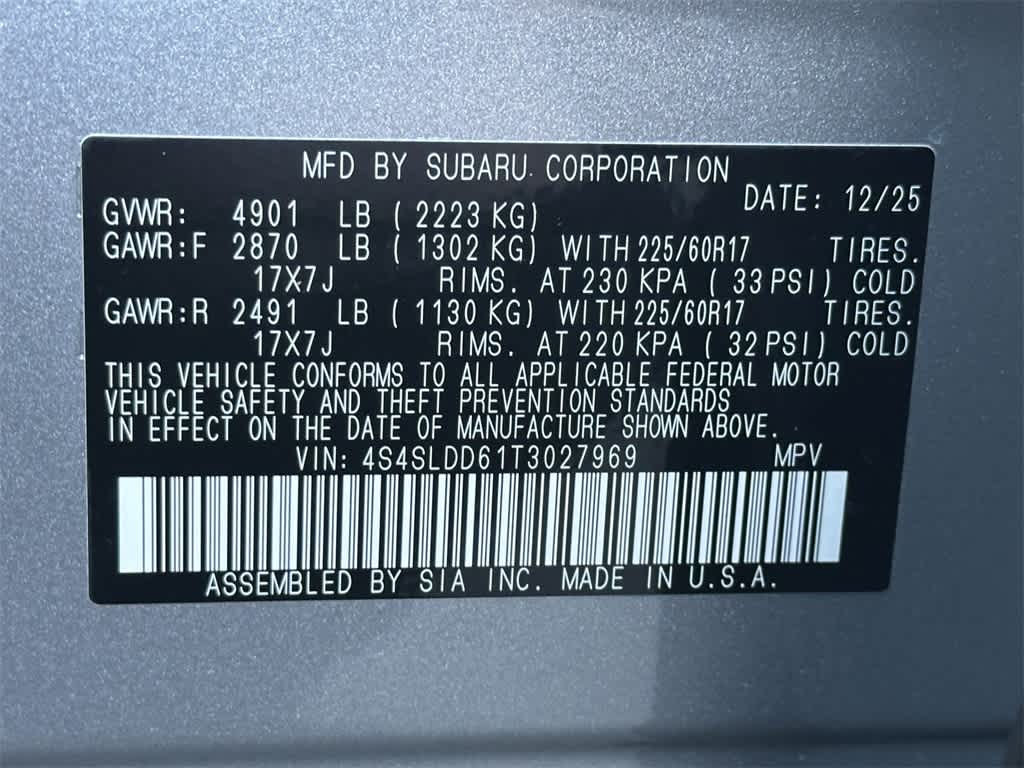 MFD BY SUBARU CORPORATION
DATE: 12/25
GVWR: 4901 LB ( 2223 KG)
GAWR:F 2870 LB ( 1302 KG) WITH 225/60R17 TIRES.
17X7J RIMS. AT 230 KPA ( 33 PSI) COLD
GAWR:R 2491 LB ( 1130 KG) WITH 225/60R17 TIRES.
17X7J RIMS. AT 220 KPA ( 32 PSI) COLD
THIS VEHICLE CONFORMS TO ALL APPLICABLE FEDERAL MOTOR
VEHICLE SAFETY AND THEFT PREVENTION STANDARDS
IN EFFECT ON THE DATE OF MANUFACTURE SHOWN ABOVE.
VIN: 4S4SLDD61T3027969 MPV
ASSEMBLED BY SIA INC. MADE IN U.S.A.